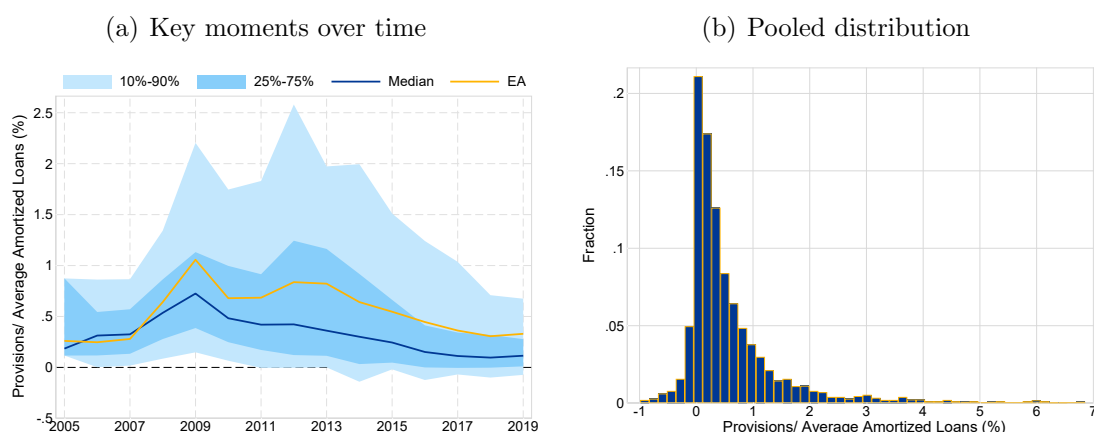 (a) Key moments over time
10%-90% 25%-75% Median EA
Provisions/ Average Amortized Loans (%)
2.5
2
1.5
1
.5
0
-.5
2005 2007 2009 2011 2013 2015 2017 2019
(b) Pooled distribution
Fraction
.2
.15
.1
.05
0
-1 0 1 2 3 4 5 6 7
Provisions/ Average Amortized Loans (%)